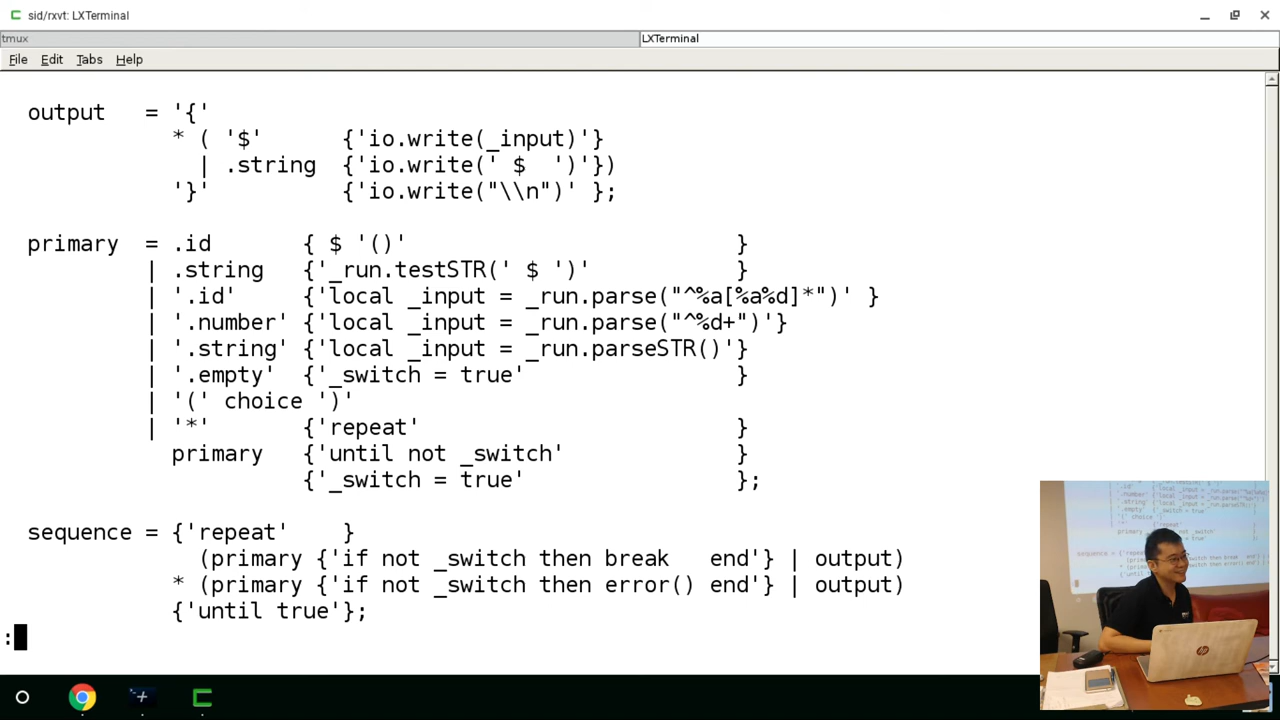 sid/rxvt: LXTerminal
tmux LXTerminal
File Edit Tabs Help
output = '{'
* ( '$' {'io.write(_input)'}
| .string {'io.write(' $ ')'})
'}' {'io.write("\\n")' };
primary = .id { $ '()' }
| .string {'_run.testSTR(' $ ')' }
| '.id' {'local _input = _run.parse("^%a[%a%d]*")' }
| '.number' {'local _input = _run.parse("^%d+")'}
| '.string' {'local _input = _run.parseSTR()'}
| '.empty' {'_switch = true' }
| '(' choice ')'
| '*' {'repeat' }
primary {'until not _switch' }
{'_switch = true' };
sequence = {'repeat' }
(primary {'if not _switch then break end'} | output)
* (primary {'if not _switch then error() end'} | output)
{'until true'};
: